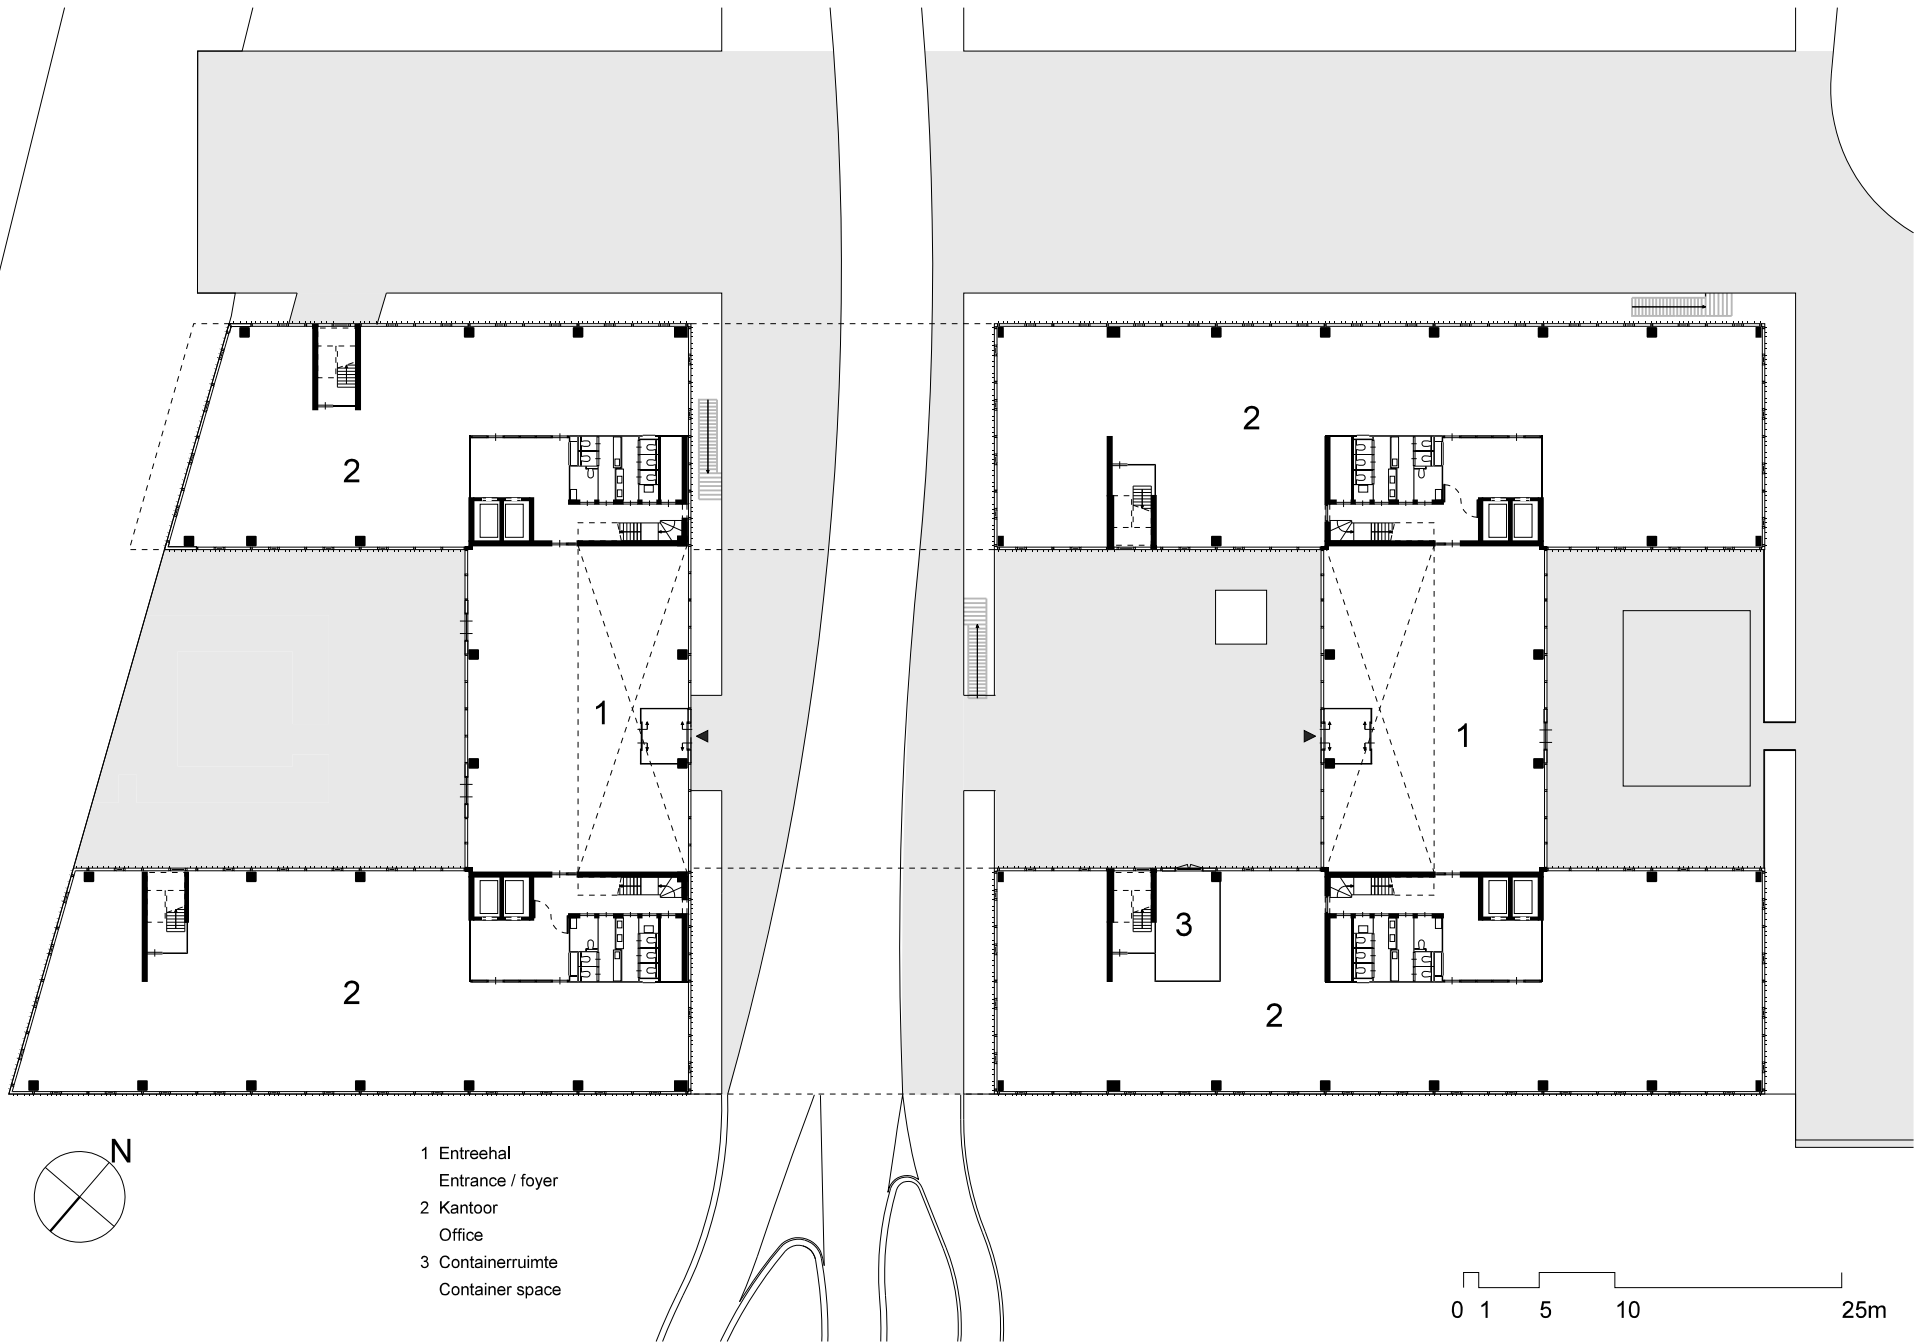 2
2
1
1
3
2
2
N
1 Entreehal
Entrance / foyer
2 Kantoor
Office
3 Containerruimte
Container space
0 1 5 10 25m